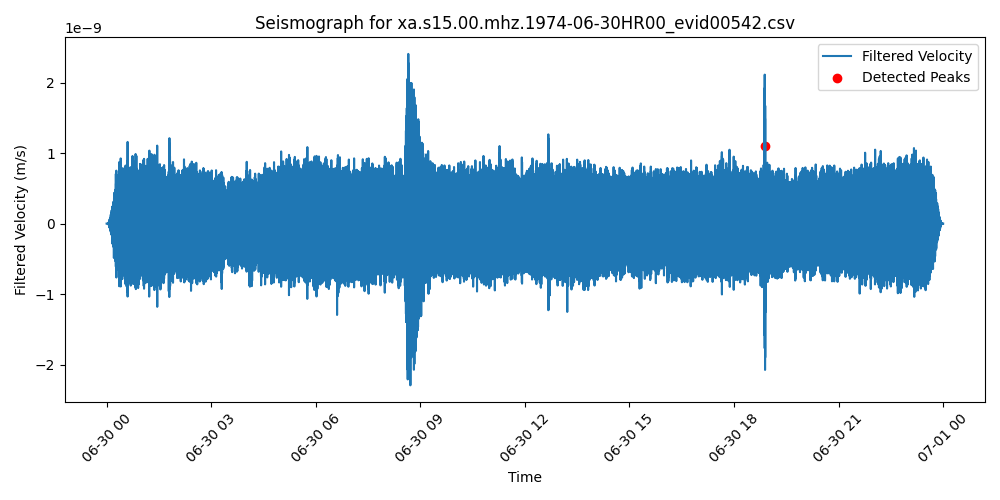 Seismograph for xa.s15.00.mhz.1974-06-30HR00_evid00542.csv
1e−9
Filtered Velocity
Detected Peaks
2
1
0
−1
−2
Filtered Velocity (m/s)
06-30 00
06-30 03
06-30 06
06-30 09
06-30 12
06-30 15
06-30 18
06-30 21
07-01 00
Time